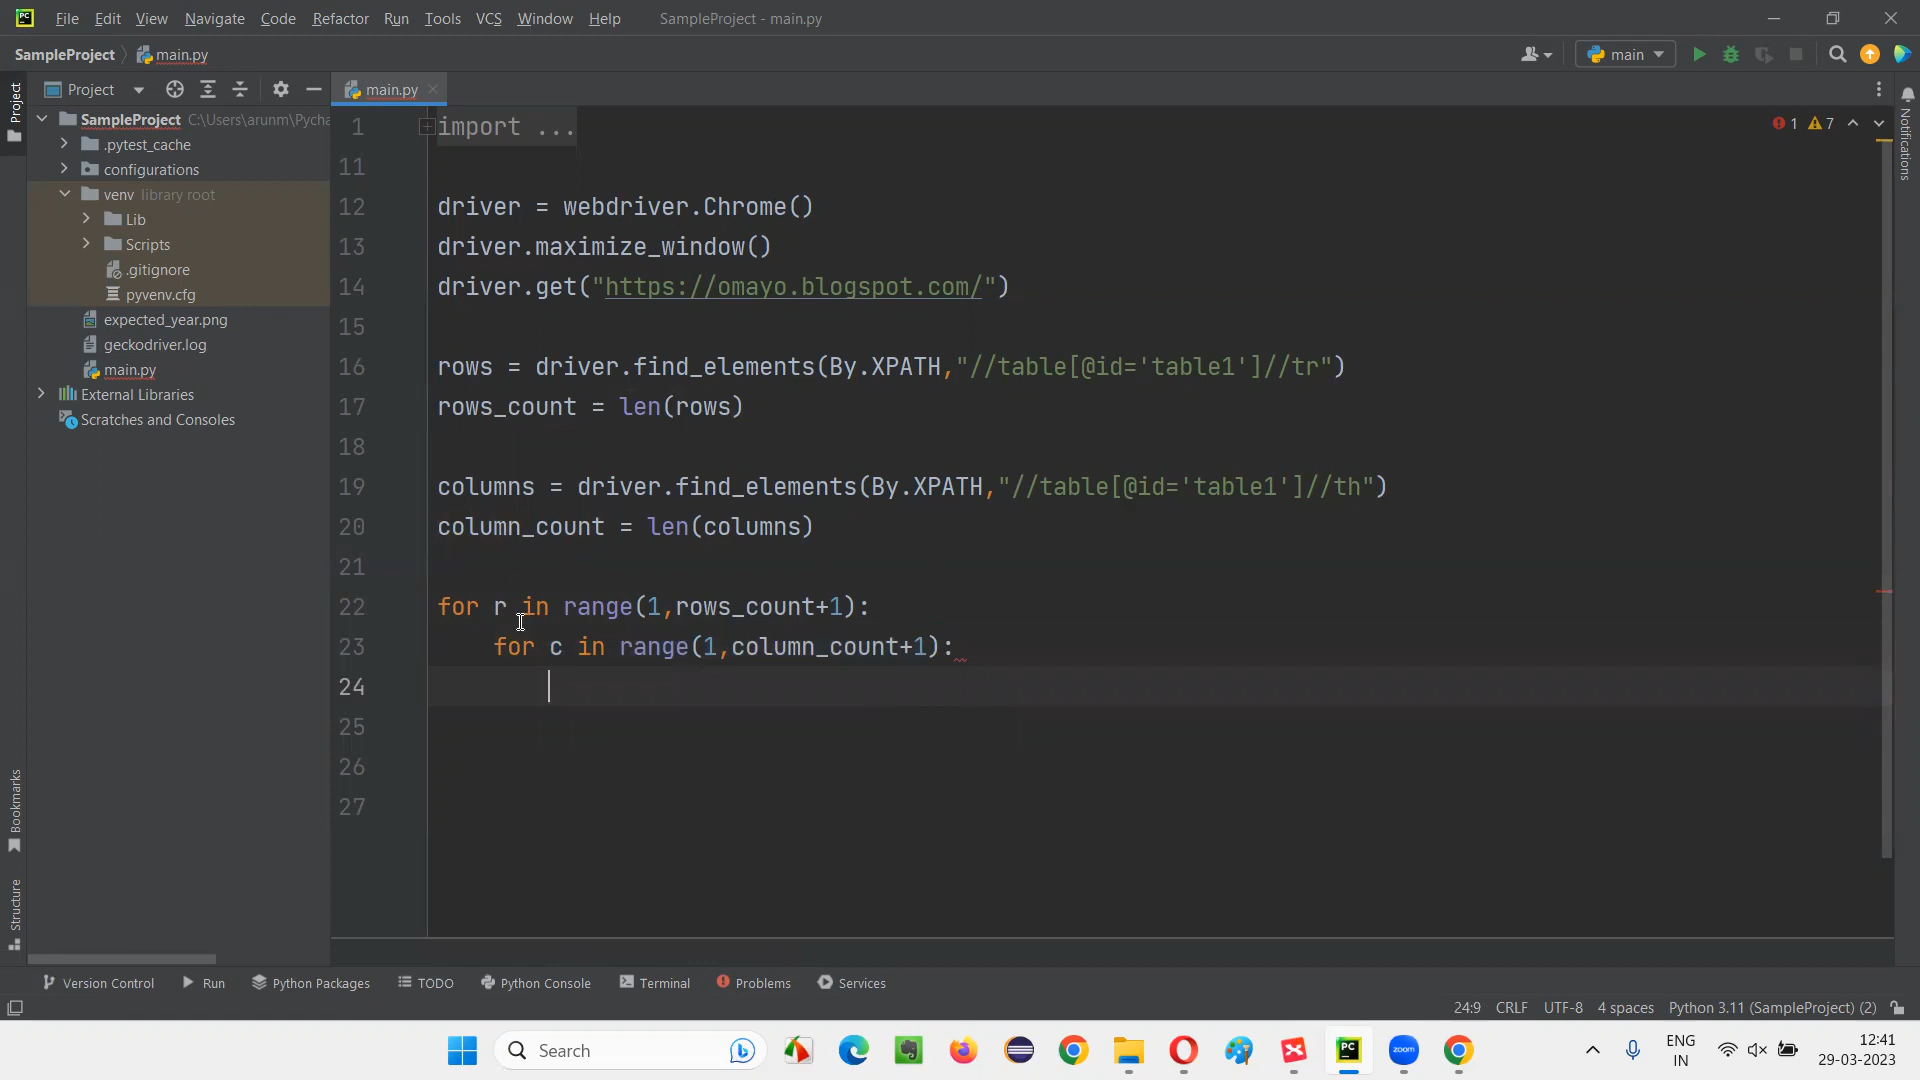 PC File Edit View Navigate Code Refactor Run Tools VCS Window Help SampleProject - main.py
SampleProject main.py main
Project Project main.py
SampleProject C:\Users\arunm\Pycha
.pytest_cache
configurations
venv library root
Lib
Scripts
.gitignore
pyvenv.cfg
expected_year.png
geckodriver.log
main.py
External Libraries
Scratches and Consoles
1 import ...
11
12 driver = webdriver.Chrome()
13 driver.maximize_window()
14 driver.get("https://omayo.blogspot.com/")
15
16 rows = driver.find_elements(By.XPATH,"//table[@id='table1']//tr")
17 rows_count = len(rows)
18
19 columns = driver.find_elements(By.XPATH,"//table[@id='table1']//th")
20 column_count = len(columns)
21
22 for r in range(1,rows_count+1):
23 for c in range(1,column_count+1):
24
25
26
27
1 7
Notifications
Bookmarks
Structure
Version Control Run Python Packages TODO Python Console Terminal Problems Services
24:9 CRLF UTF-8 4 spaces Python 3.11 (SampleProject) (2)
Search PC zoom ENG IN 12:41
29-03-2023